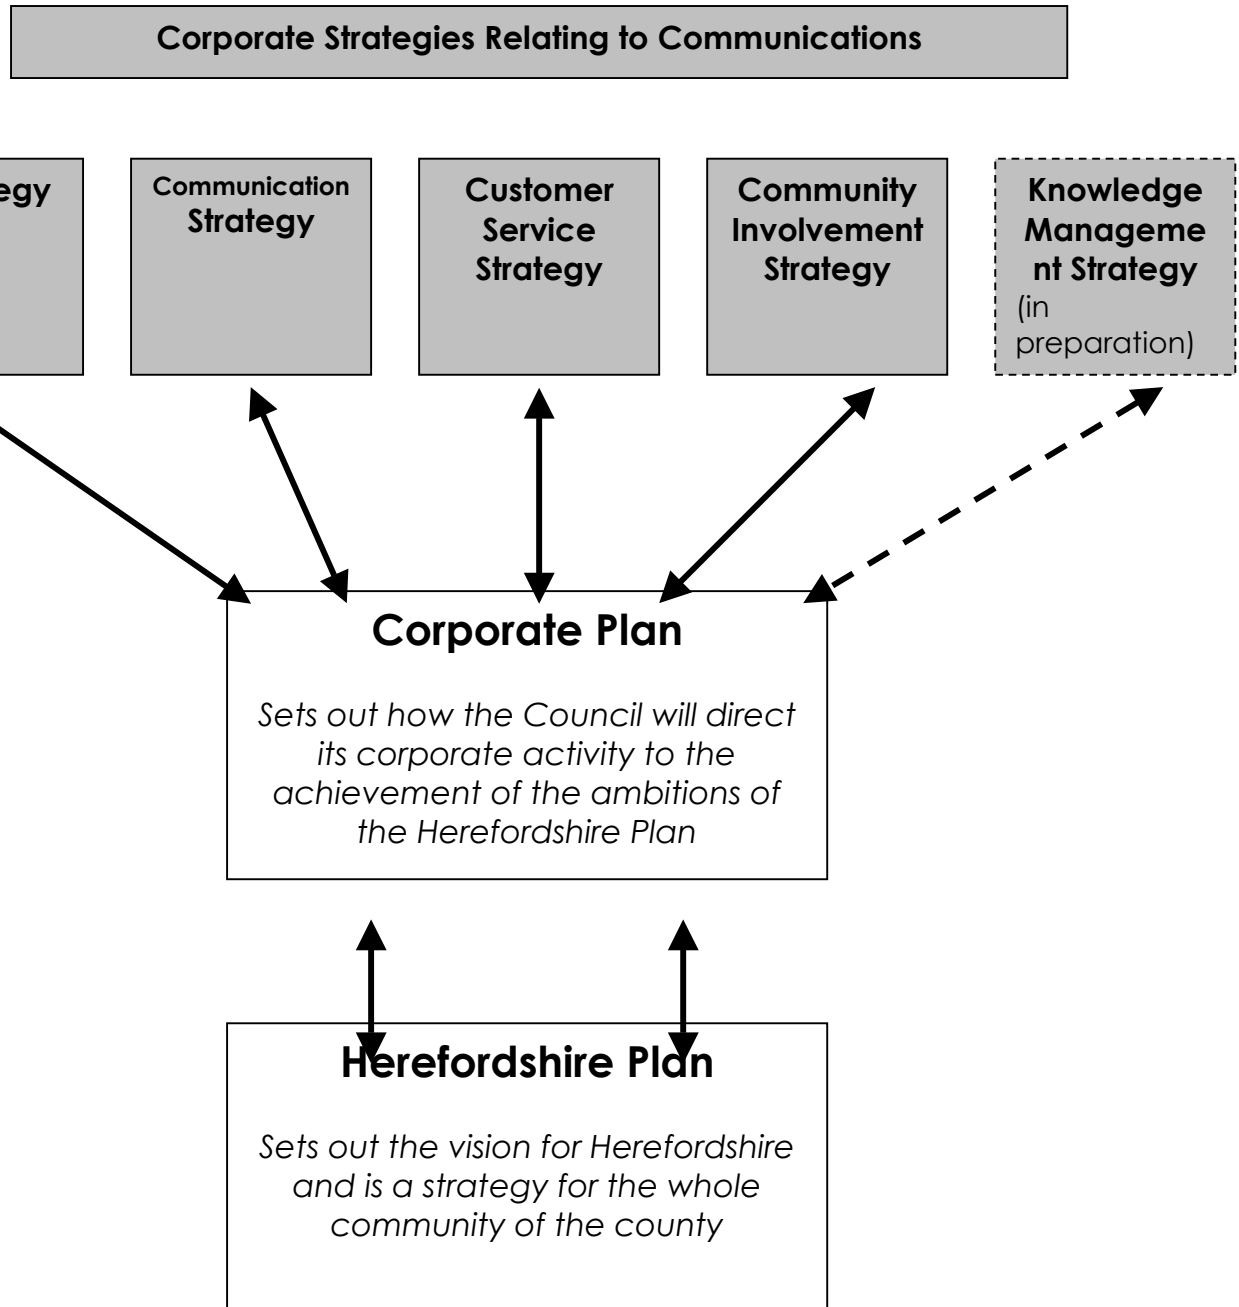 Corporate Strategies Relating to Communications
egy
Communication
Strategy
Customer
Service
Strategy
Community
Involvement
Strategy
Knowledge
Manageme
nt Strategy
(in
preparation)
Corporate Plan
Sets out how the Council will direct
its corporate activity to the
achievement of the ambitions of
the Herefordshire Plan
Herefordshire Plan
Sets out the vision for Herefordshire
and is a strategy for the whole
community of the county